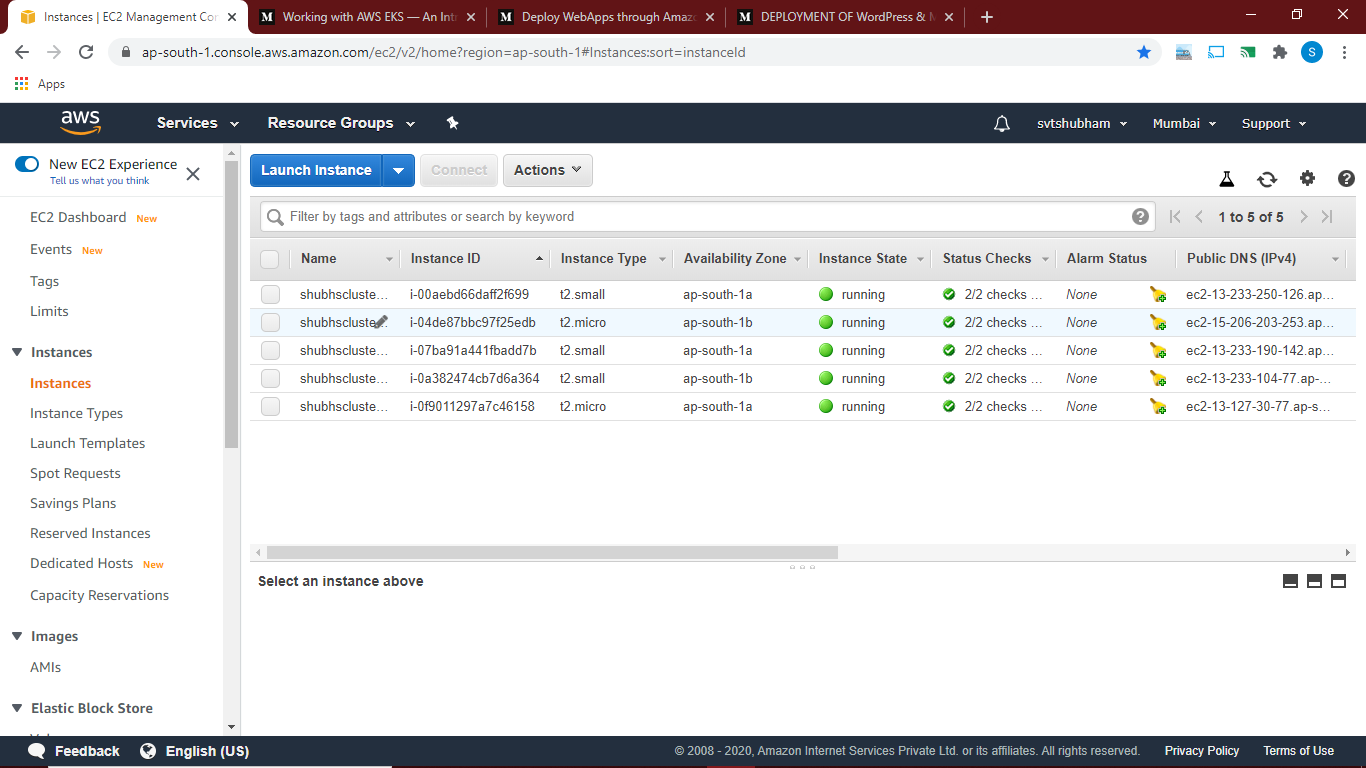 Instances | EC2 Management Con
Working with AWS EKS — An Intr
Deploy WebApps through Amaz
DEPLOYMENT OF WordPress & M
ap-south-1.console.aws.amazon.com/ec2/v2/home?region=ap-south-1#Instances:sort=instanceId
S
Apps
aws Services Resource Groups svtshubham Mumbai Support
New EC2 Experience
Tell us what you think
EC2 Dashboard New
Events New
Tags
Limits
Instances
Instances
Instance Types
Launch Templates
Spot Requests
Savings Plans
Reserved Instances
Dedicated Hosts New
Capacity Reservations
Images
AMIs
Elastic Block Store
Launch Instance Connect Actions
Filter by tags and attributes or search by keyword 1 to 5 of 5
Name Instance ID Instance Type Availability Zone Instance State Status Checks Alarm Status Public DNS (IPv4)
shubhscluste... i-00aebd66daff2f699 t2.small ap-south-1a running 2/2 checks ... None ec2-13-233-250-126.ap...
shubhscluste... i-04de87bbc97f25edb t2.micro ap-south-1b running 2/2 checks ... None ec2-15-206-203-253.ap...
shubhscluste... i-07ba91a441fbadd7b t2.small ap-south-1a running 2/2 checks ... None ec2-13-233-190-142.ap...
shubhscluste... i-0a382474cb7d6a364 t2.small ap-south-1b running 2/2 checks ... None ec2-13-233-104-77.ap-...
shubhscluste... i-0f9011297a7c46158 t2.micro ap-south-1a running 2/2 checks ... None ec2-13-127-30-77.ap-s...
Select an instance above
Feedback English (US) © 2008 - 2020, Amazon Internet Services Private Ltd. or its affiliates. All rights reserved. Privacy Policy Terms of Use